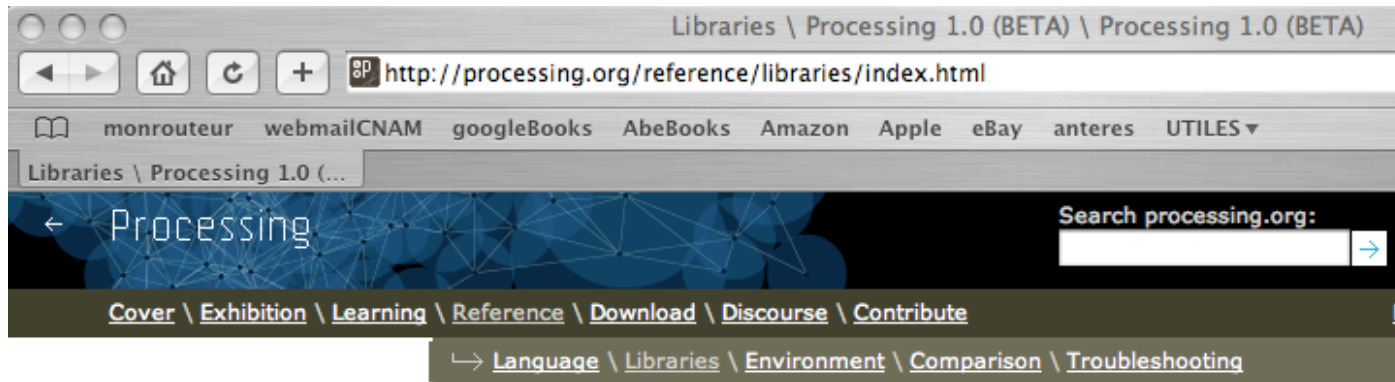 Libraries \ Processing 1.0 (BETA) \ Processing 1.0 (BETA)
http://processing.org/reference/libraries/index.html
monrouteur webmailCNAM googleBooks AbeBooks Amazon Apple eBay anteres UTILES▾
Libraries \ Processing 1.0 (...
← Processing
Search processing.org:
→
Cover \ Exhibition \ Learning \ Reference \ Download \ Discourse \ Contribute
↳ Language \ Libraries \ Environment \ Comparison \ Troubleshooting